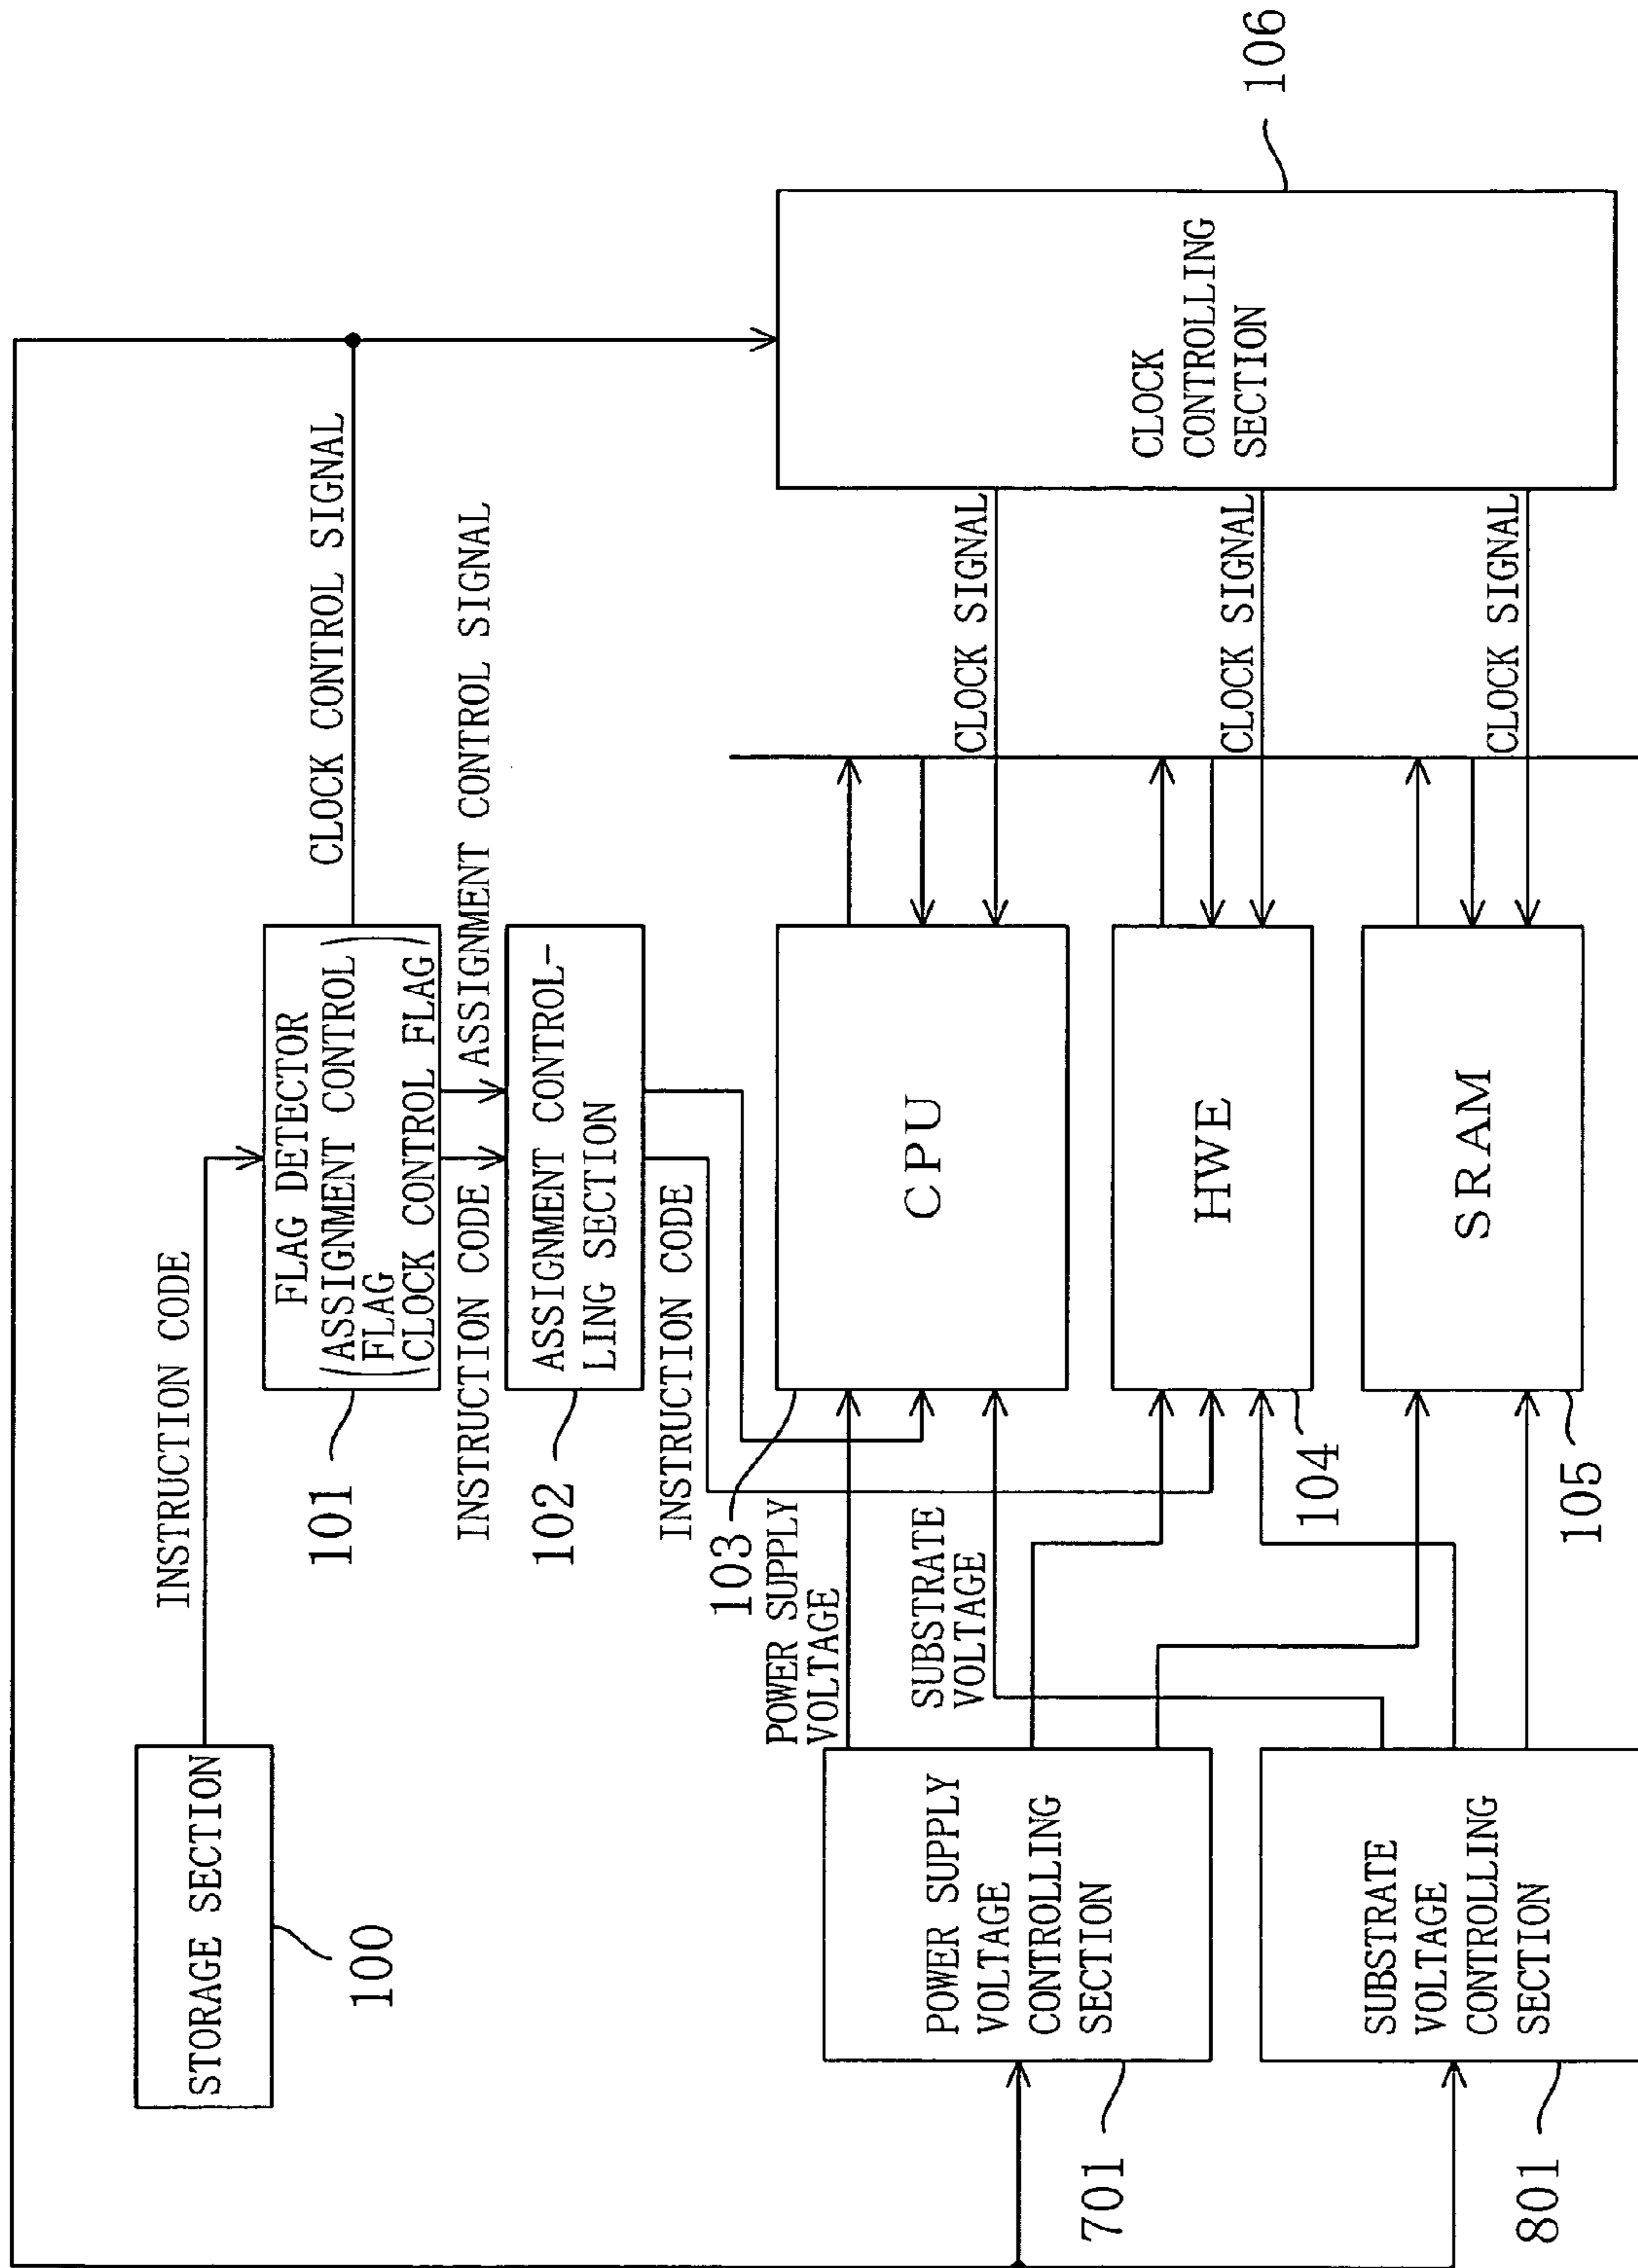 STORAGE SECTION
100
INSTRUCTION CODE
FLAG DETECTOR
(ASSIGNMENT CONTROL
FLAG
CLOCK CONTROL FLAG)
101
CLOCK CONTROL SIGNAL
INSTRUCTION CODE
ASSIGNMENT CONTROL SIGNAL
ASSIGNMENT CONTROL-
LING SECTION
102
INSTRUCTION CODE
103
POWER SUPPLY
VOLTAGE
SUBSTRATE
VOLTAGE
POWER SUPPLY
VOLTAGE
CONTROLLING
SECTION
701
SUBSTRATE
VOLTAGE
CONTROLLING
SECTION
801
CPU
HWE
104
SRAM
105
CLOCK SIGNAL
CLOCK SIGNAL
CLOCK SIGNAL
CLOCK
CONTROLLING
SECTION
106